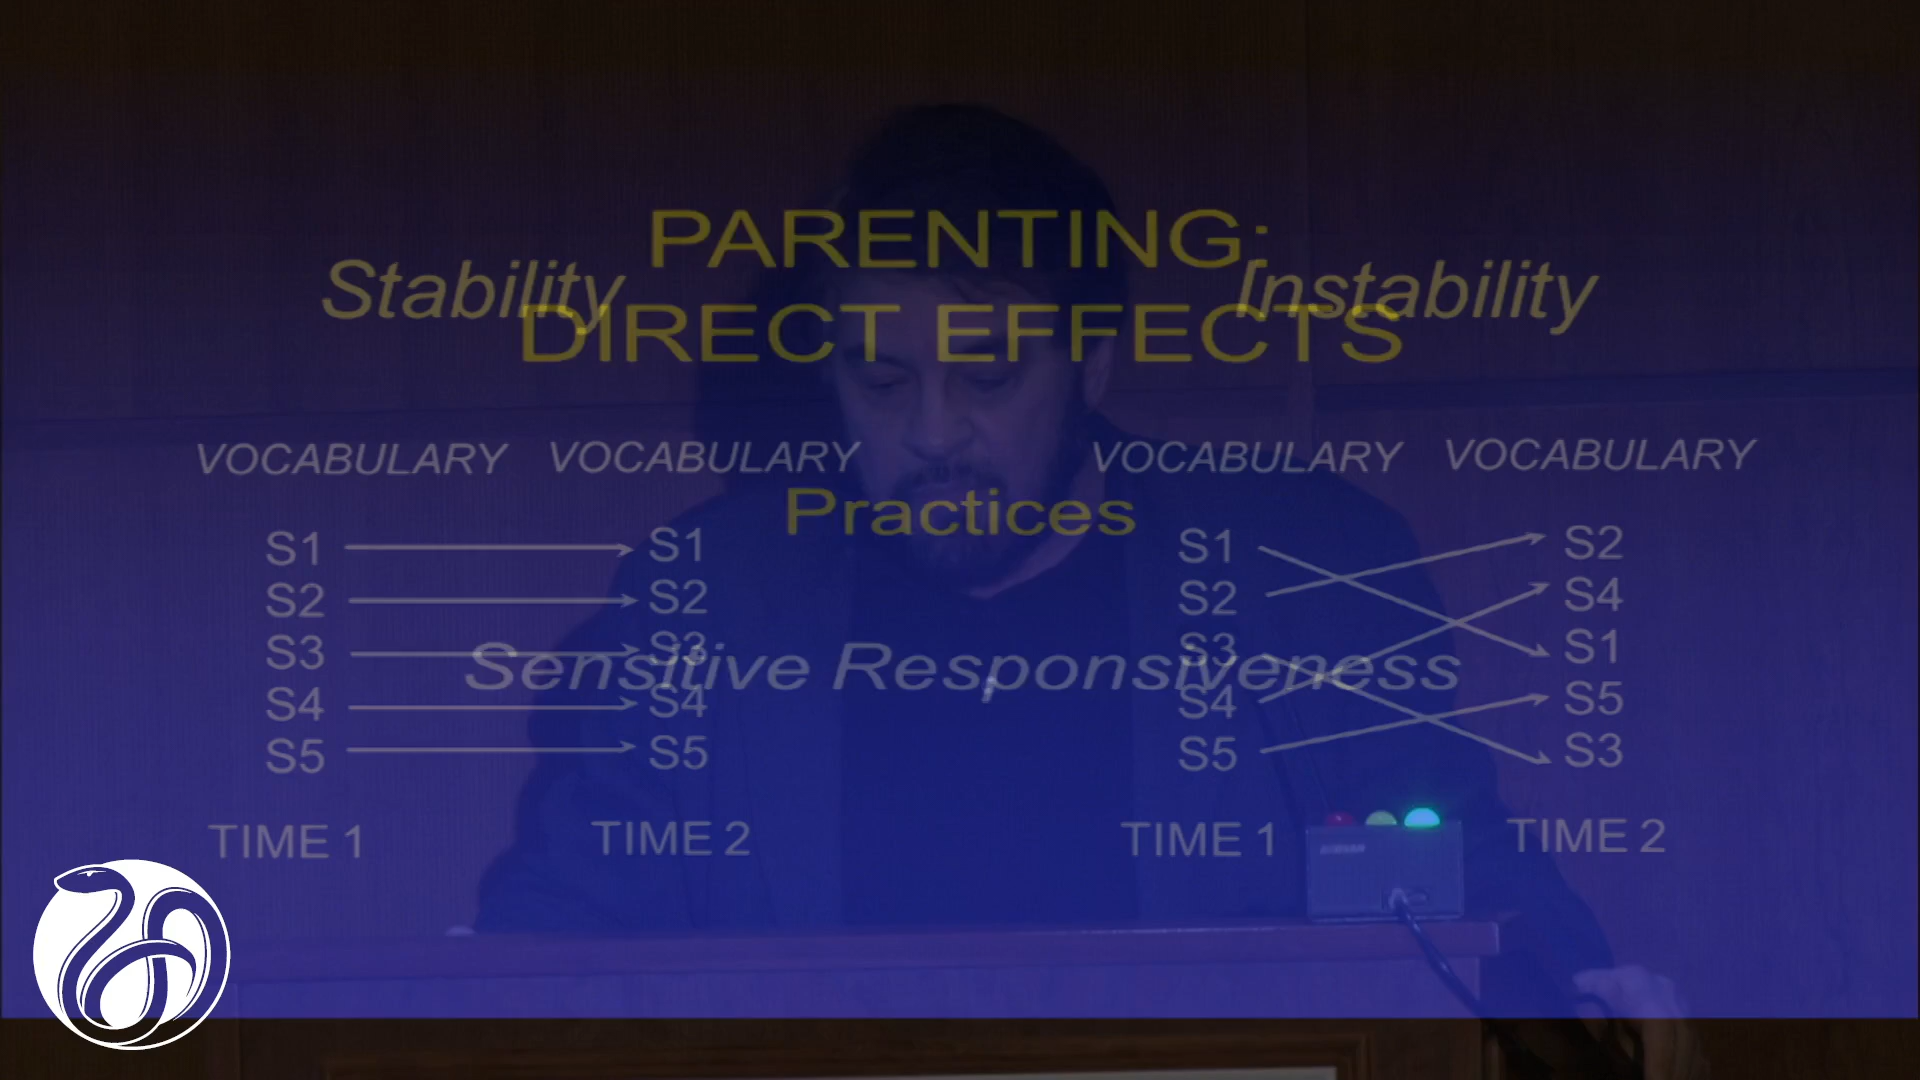 PARENTING:
DIRECT EFFECTS
Practices
Sensitive Responsiveness
Stability
Instability
VOCABULARY VOCABULARY
S1 S1
S2 S2
S3 S3
S4 S4
S5 S5
TIME 1 TIME 2
VOCABULARY VOCABULARY
S1 S2
S2 S4
S3 S1
S4 S5
S5 S3
TIME 1 TIME 2